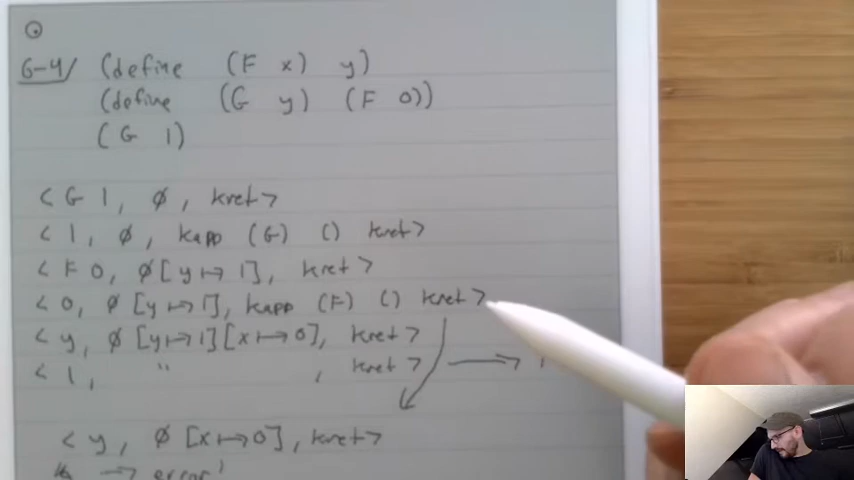 6-4/ (define (F x) y)
(define (G y) (F 0))
(G 1)
< G 1, ∅, kret>
< 1, ∅, kapp (G) () kret>
< F 0, ∅[y ↦ 1], kret>
< 0, ∅ [y ↦ 1], kapp (F) () kret>
< y, ∅ [y ↦ 1][x ↦ 0], kret>
< 1, " , kret> →
< y, ∅ [x ↦ 0], kret>
→ error!